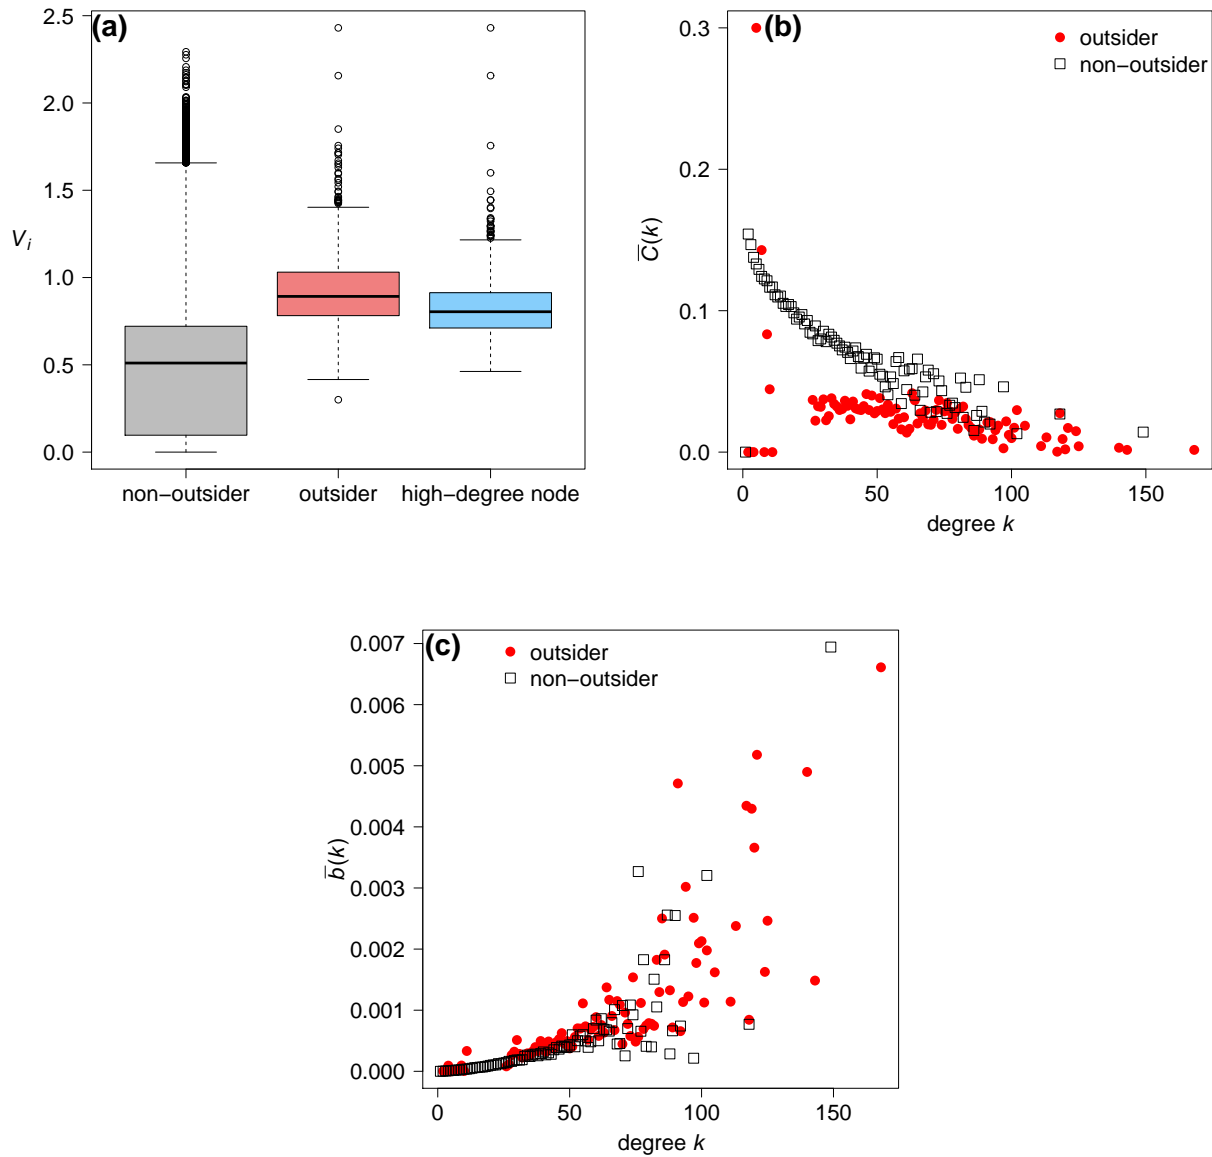 (a)
2.5
2.0
1.5
1.0
0.5
0.0
V_i
non−outsider outsider high−degree node
(b)
outsider
non−outsider
0.3
0.2
0.1
0.0
C̅(k)
0 50 100 150
degree k
(c)
outsider
non−outsider
0.007
0.006
0.005
0.004
0.003
0.002
0.001
0.000
b̅(k)
0 50 100 150
degree k